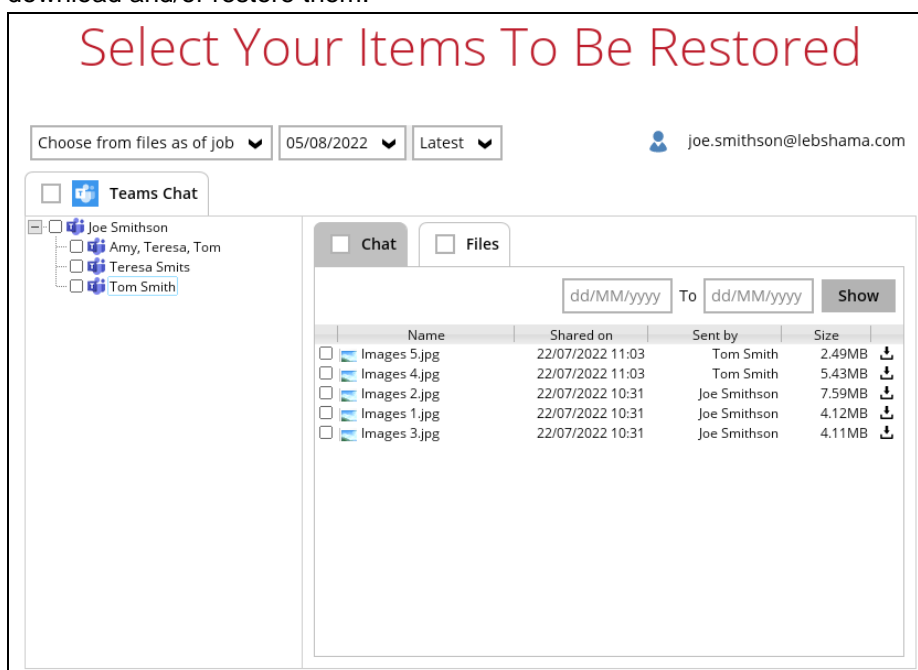 download and/or restore them.
Select Your Items To Be Restored
Choose from files as of job 05/08/2022 Latest joe.smithson@lebshama.com
Teams Chat
Joe Smithson
Amy, Teresa, Tom
Teresa Smits
Tom Smith
Chat Files
dd/MM/yyyy To dd/MM/yyyy Show
Name Shared on Sent by Size
Images 5.jpg 22/07/2022 11:03 Tom Smith 2.49MB
Images 4.jpg 22/07/2022 11:03 Tom Smith 5.43MB
Images 2.jpg 22/07/2022 10:31 Joe Smithson 7.59MB
Images 1.jpg 22/07/2022 10:31 Joe Smithson 4.12MB
Images 3.jpg 22/07/2022 10:31 Joe Smithson 4.11MB